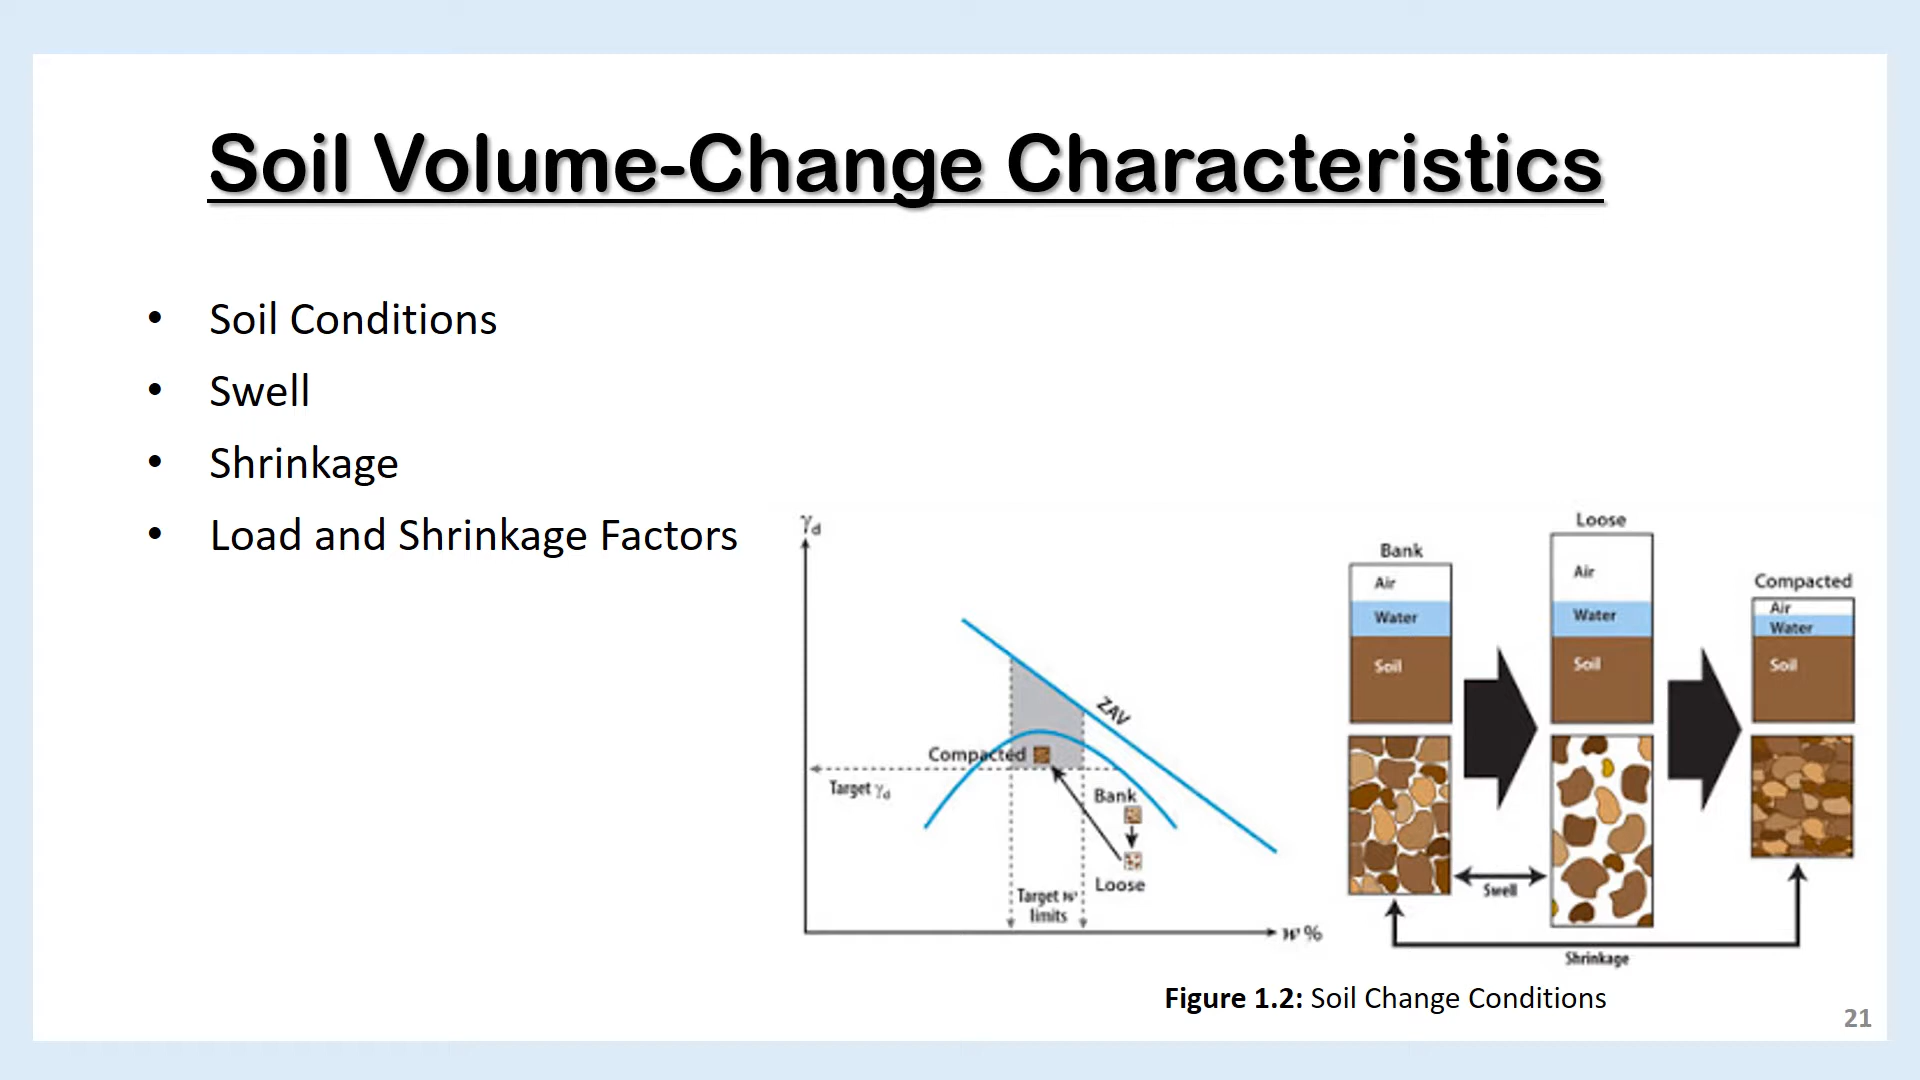 Soil Volume-Change Characteristics
• Soil Conditions
• Swell
• Shrinkage
• Load and Shrinkage Factors
γd
ZAV
Compacted
Target γd
Bank
Loose
Target w
limits
w %
Bank
Air
Water
Soil
Loose
Air
Water
Soil
Compacted
Air
Water
Soil
Swell
Shrinkage
Figure 1.2: Soil Change Conditions
21